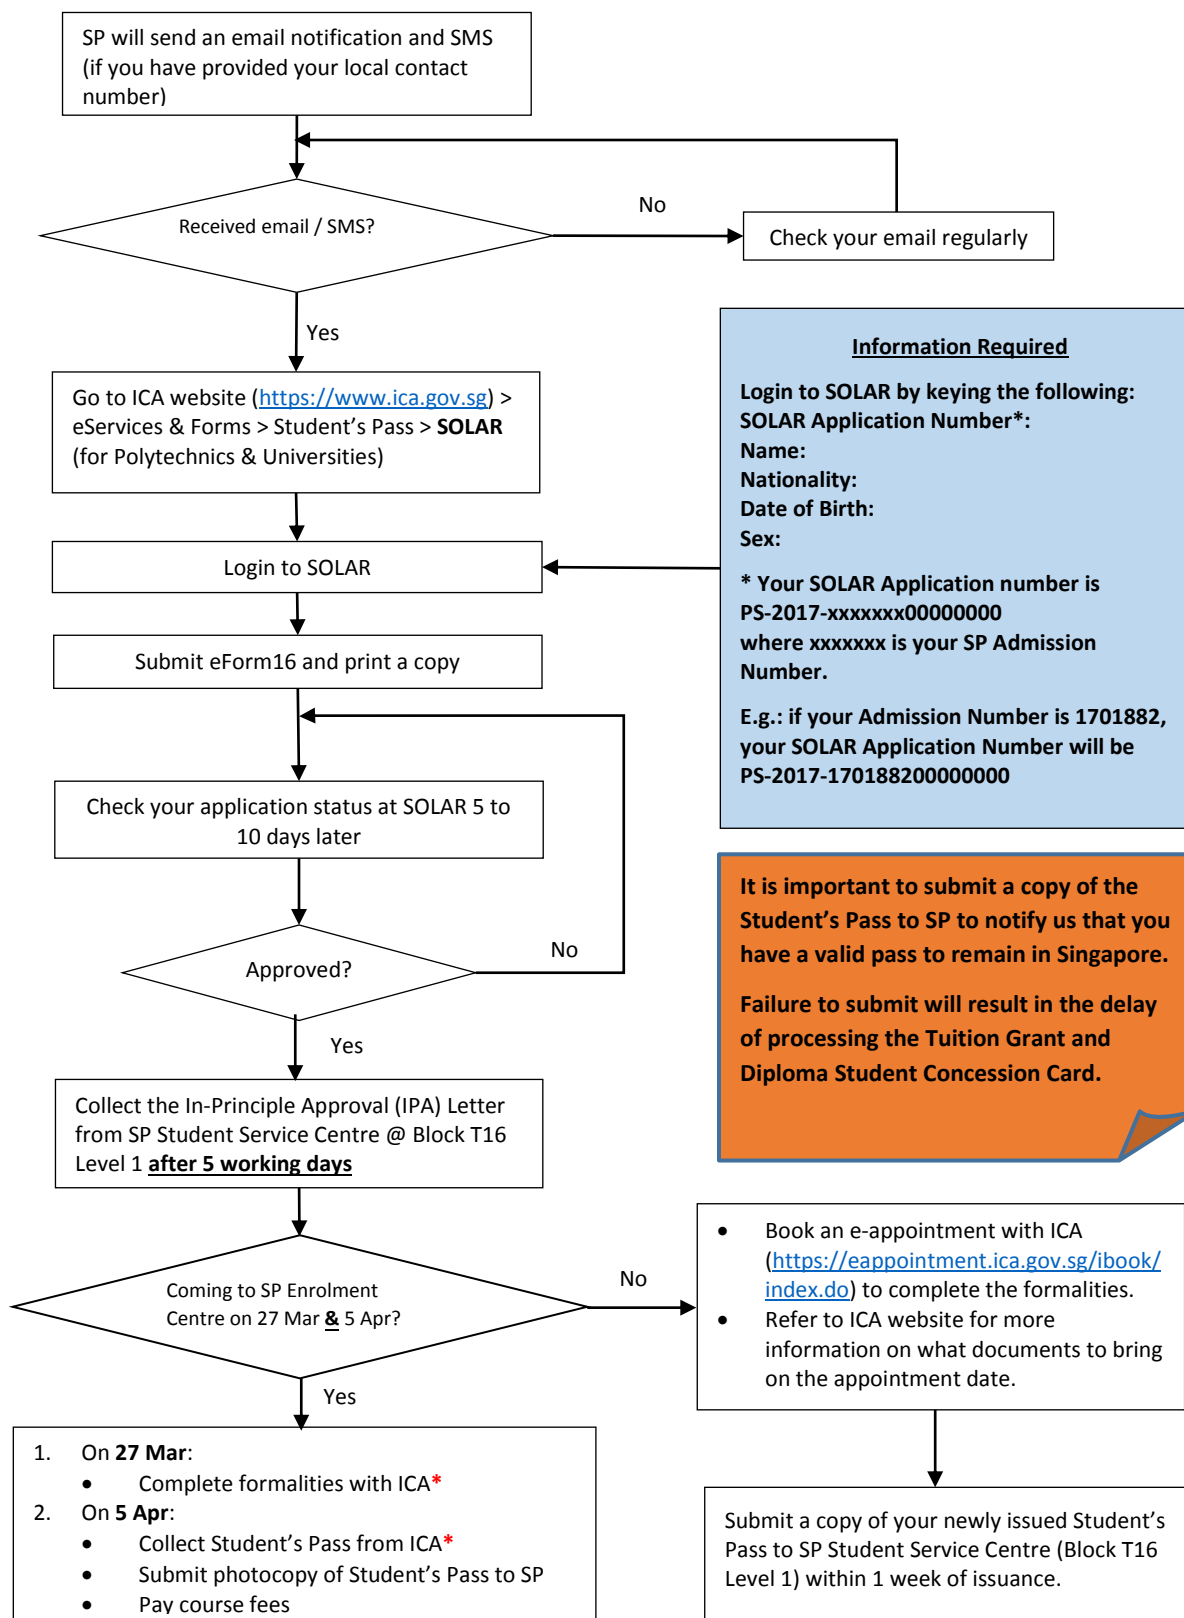 SP will send an email notification and SMS
(if you have provided your local contact
number)
Received email / SMS?
No
Check your email regularly
Yes
Go to ICA website (https://www.ica.gov.sg) >
eServices & Forms > Student’s Pass > SOLAR
(for Polytechnics & Universities)
Information Required
Login to SOLAR by keying the following:
SOLAR Application Number*:
Name:
Nationality:
Date of Birth:
Sex:
* Your SOLAR Application number is
PS-2017-xxxxxxx00000000
where xxxxxxx is your SP Admission
Number.
E.g.: if your Admission Number is 1701882,
your SOLAR Application Number will be
PS-2017-170188200000000
Login to SOLAR
Submit eForm16 and print a copy
Check your application status at SOLAR 5 to
10 days later
Approved?
No
Yes
It is important to submit a copy of the
Student’s Pass to SP to notify us that you
have a valid pass to remain in Singapore.
Failure to submit will result in the delay
of processing the Tuition Grant and
Diploma Student Concession Card.
Collect the In-Principle Approval (IPA) Letter
from SP Student Service Centre @ Block T16
Level 1 after 5 working days
Coming to SP Enrolment
Centre on 27 Mar & 5 Apr?
No
Yes
• Book an e-appointment with ICA
(https://eappointment.ica.gov.sg/ibook/
index.do) to complete the formalities.
• Refer to ICA website for more
information on what documents to bring
on the appointment date.
1. On 27 Mar:
• Complete formalities with ICA*
2. On 5 Apr:
• Collect Student’s Pass from ICA*
• Submit photocopy of Student’s Pass to SP
• Pay course fees
Submit a copy of your newly issued Student’s
Pass to SP Student Service Centre (Block T16
Level 1) within 1 week of issuance.